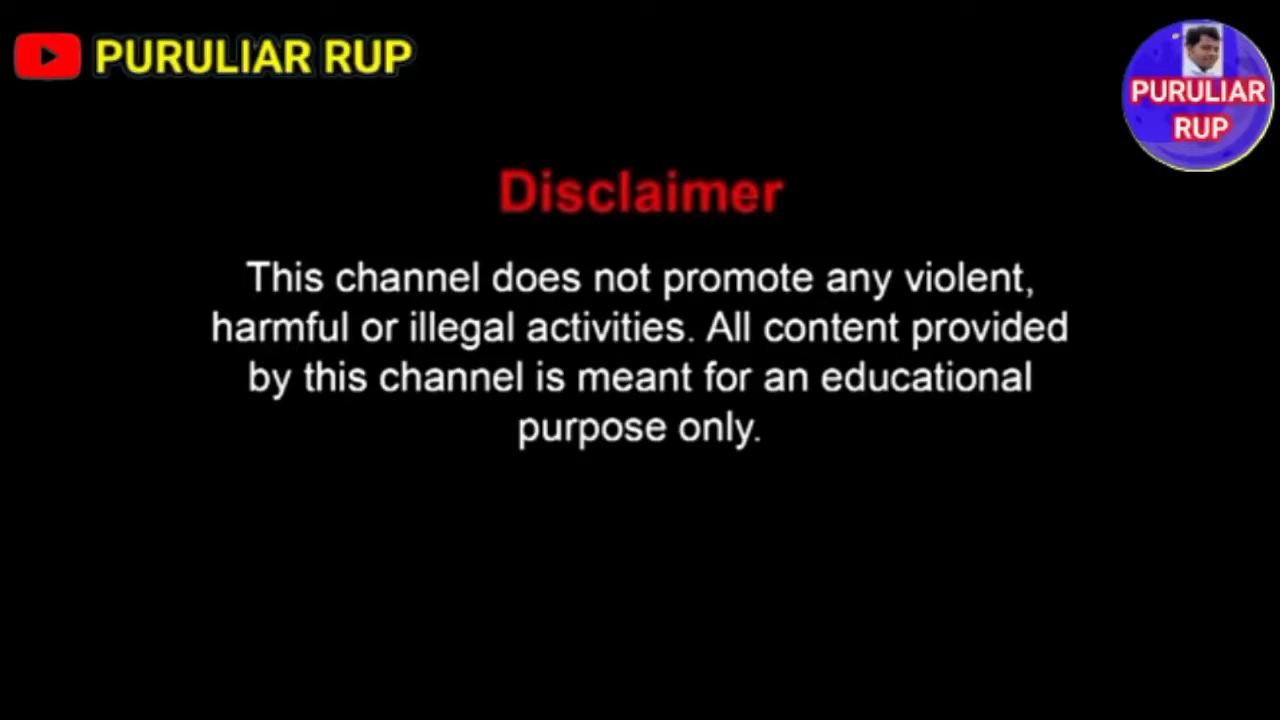 PURULIAR RUP
PURULIAR
RUP
Disclaimer
This channel does not promote any violent,
harmful or illegal activities. All content provided
by this channel is meant for an educational
purpose only.